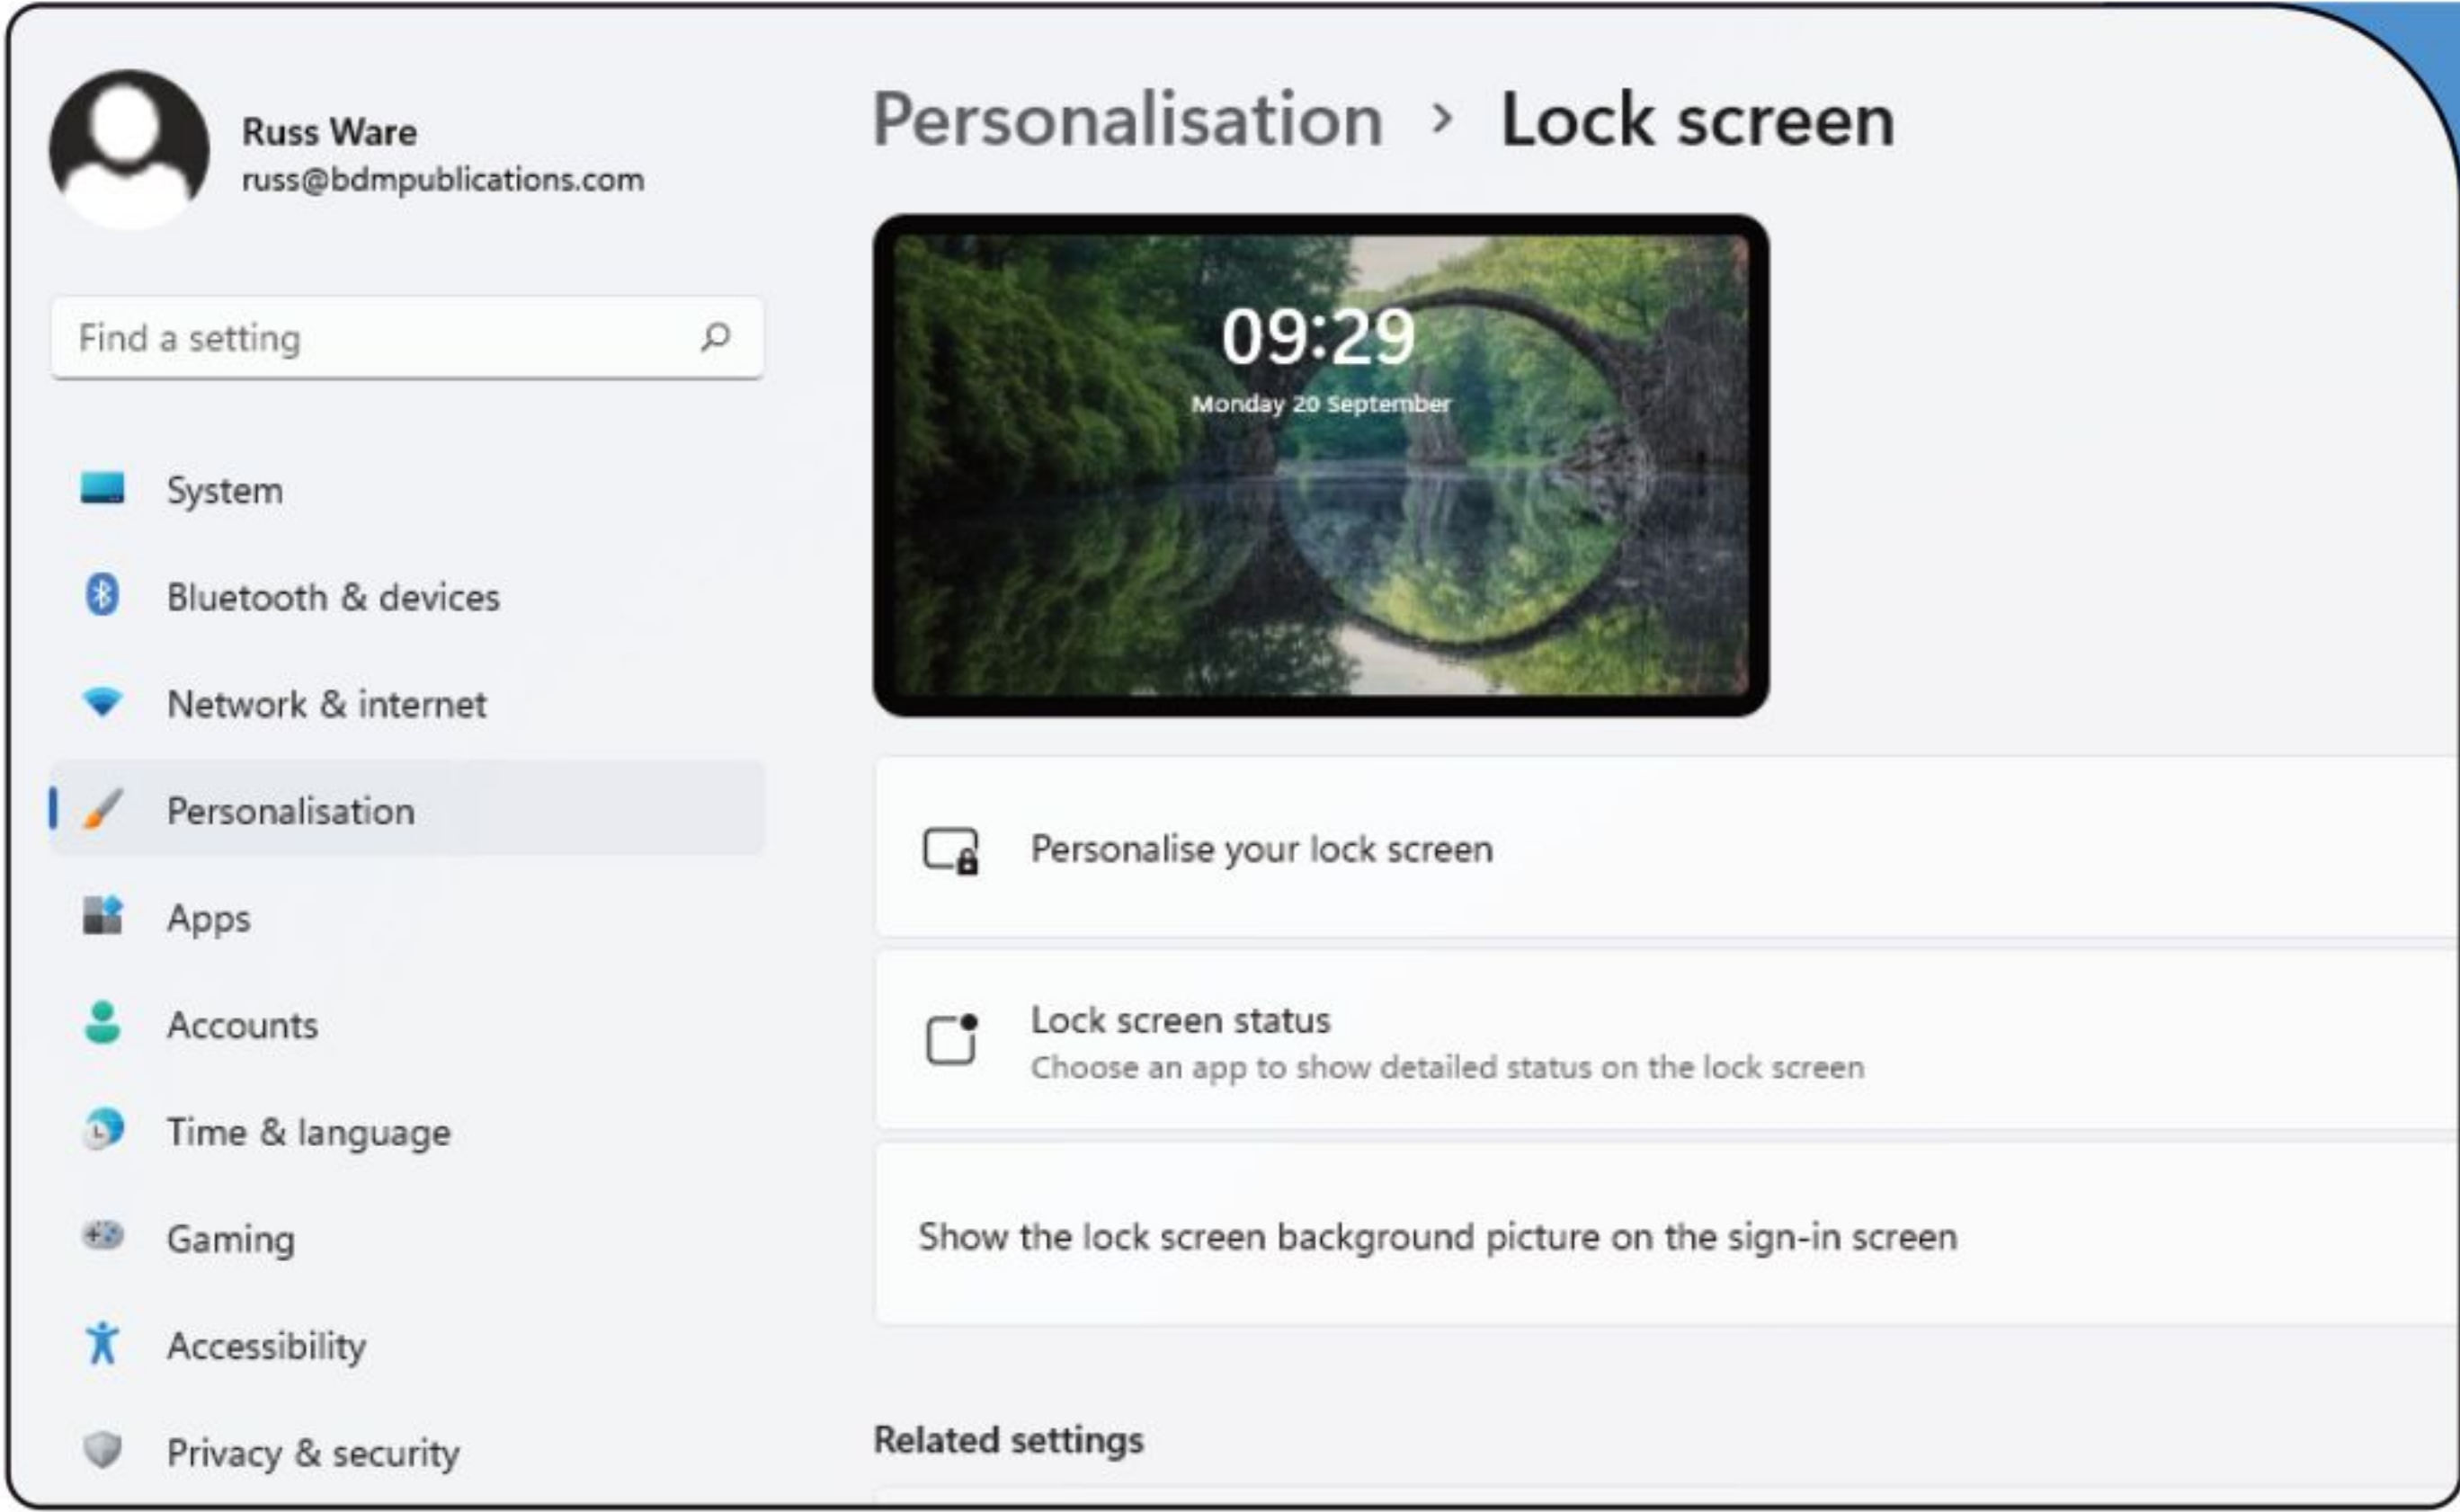 Russ Ware
russ@bdmpublications.com
Find a setting
System
Bluetooth & devices
Network & internet
Personalisation
Apps
Accounts
Time & language
Gaming
Accessibility
Privacy & security
Personalisation > Lock screen
09:29
Monday 20 September
Personalise your lock screen
Lock screen status
Choose an app to show detailed status on the lock screen
Show the lock screen background picture on the sign-in screen
Related settings